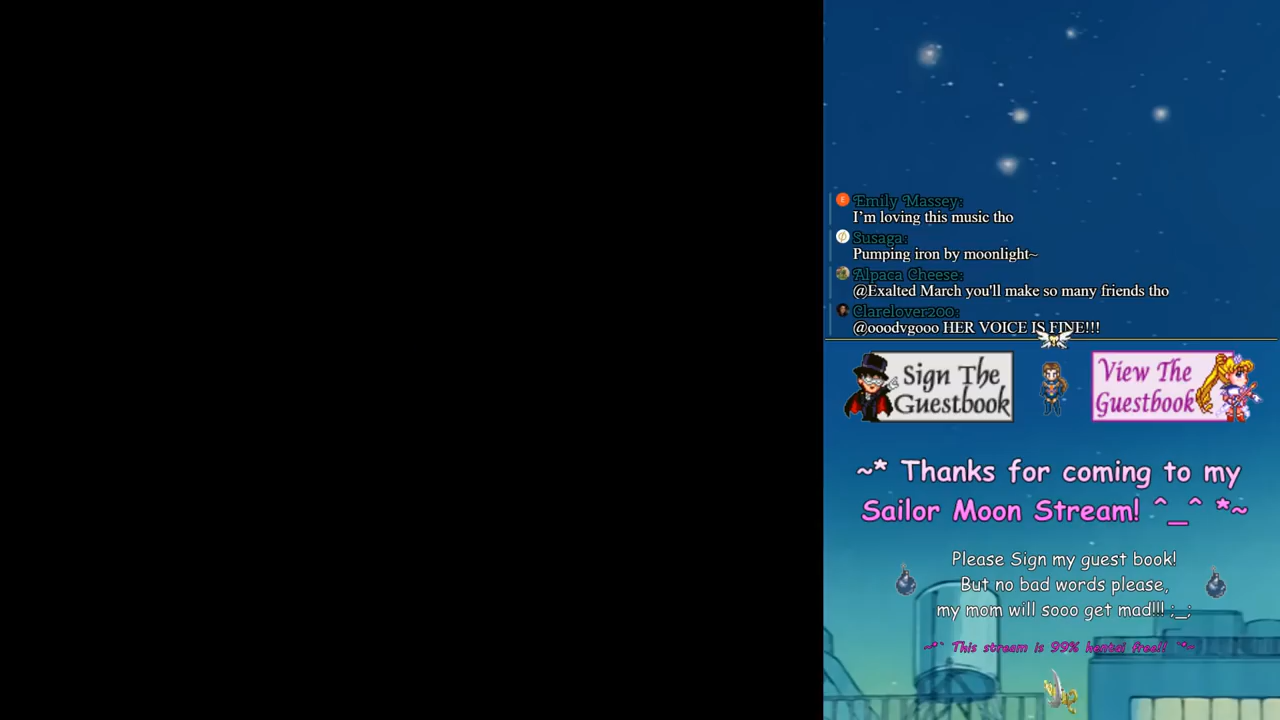 Emily Massey:
I'm loving this music tho
Susaga:
Pumping iron by moonlight~
Alpaca Cheese:
@Exalted March you'll make so many friends tho
Clarelover200:
@ooodvgooo HER VOICE IS FINE!!!
Sign The
Guestbook
View The
Guestbook
~* Thanks for coming to my
Sailor Moon Stream! ^_^ *~
Please Sign my guest book!
But no bad words please,
my mom will sooo get mad!!! ;_;
~*` This stream is 99% hentai free!! `*~